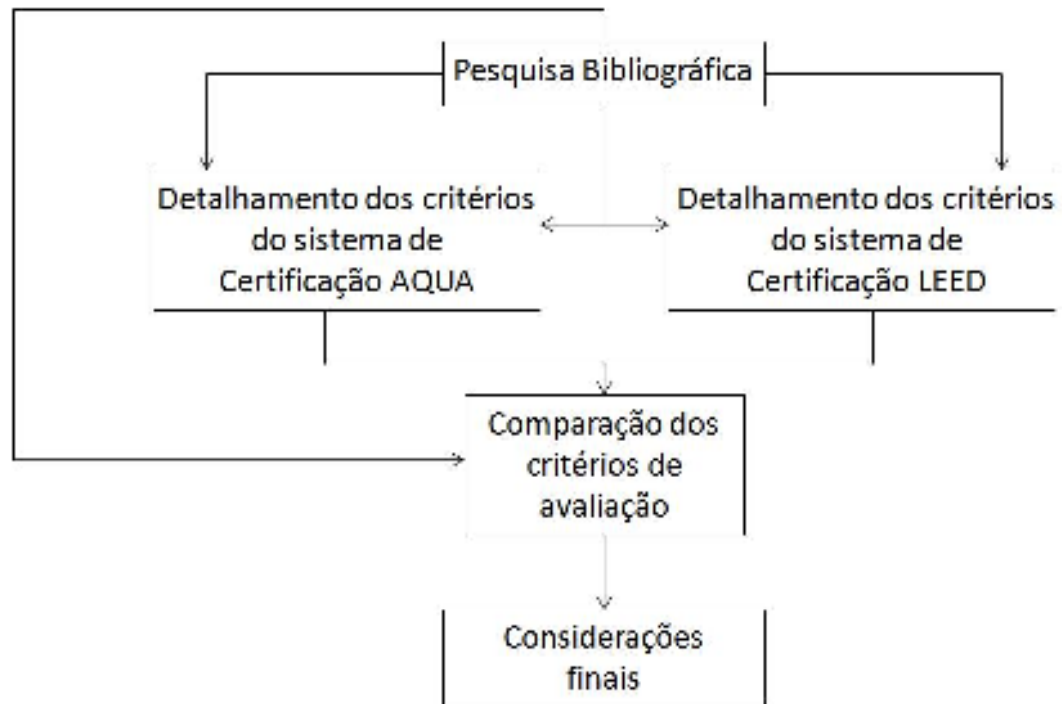 Pesquisa Bibliográfica
Detalhamento dos critérios
do sistema de
Certificação AQUA
Detalhamento dos critérios
do sistema de
Certificação LEED
Comparação dos
critérios de
avaliação
Considerações
finais